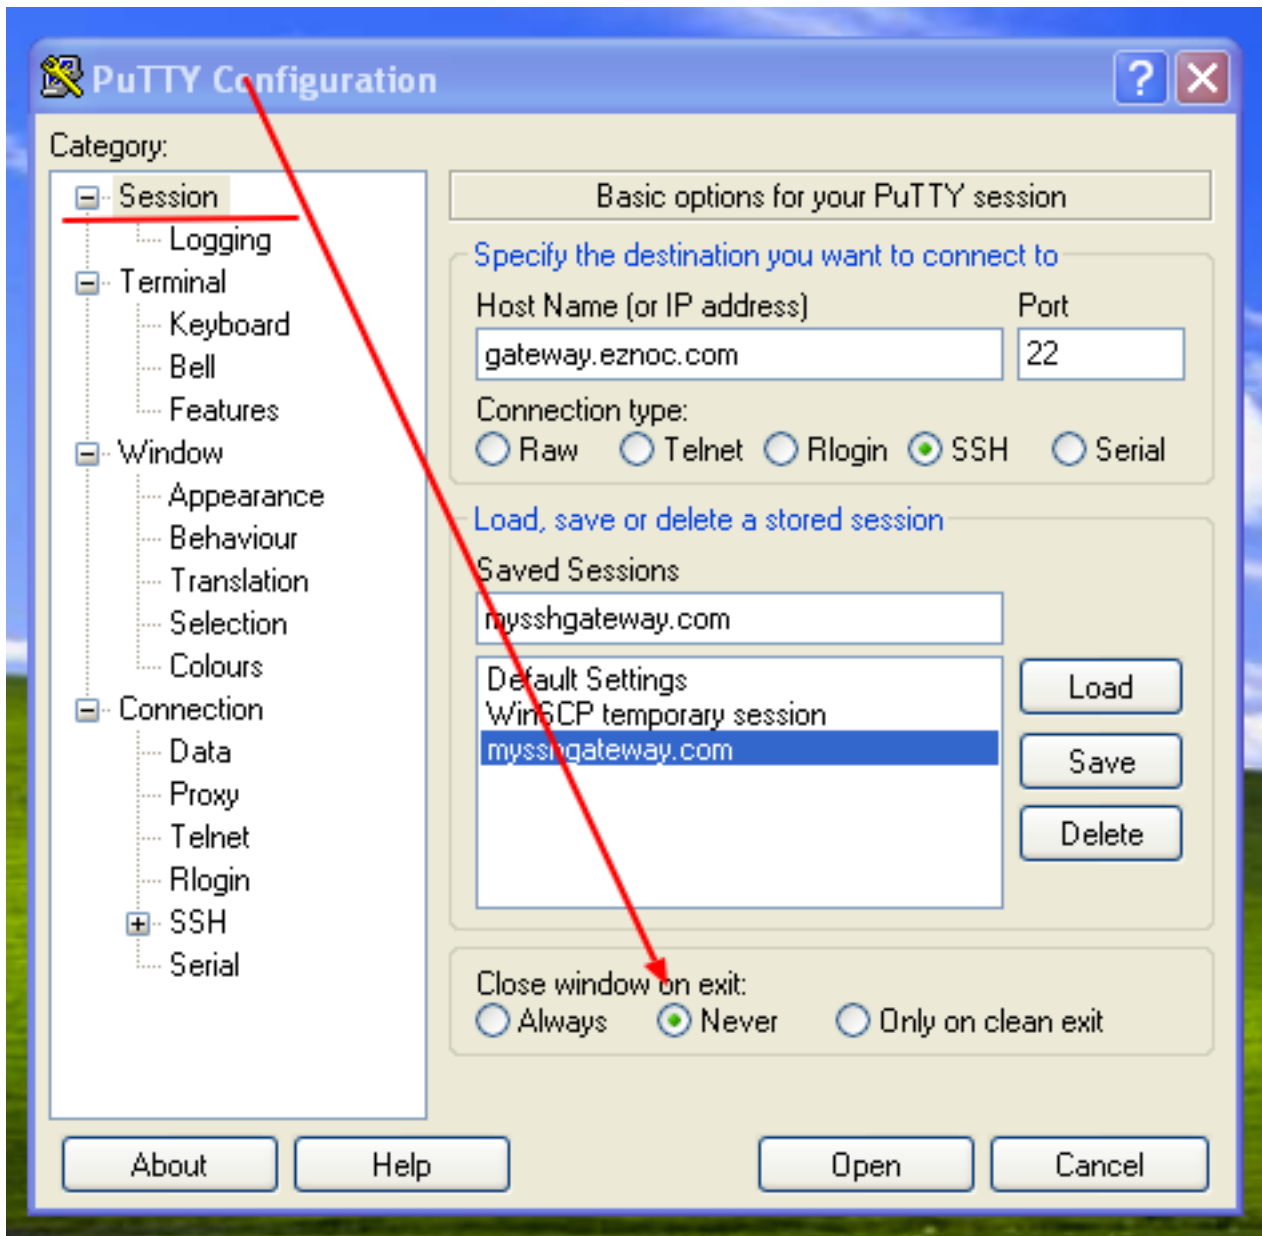 PuTTY Configuration
Category:
Session
Logging
Terminal
Keyboard
Bell
Features
Window
Appearance
Behaviour
Translation
Selection
Colours
Connection
Data
Proxy
Telnet
Rlogin
SSH
Serial
Basic options for your PuTTY session
Specify the destination you want to connect to
Host Name (or IP address) Port
gateway.eznoc.com 22
Connection type:
Raw Telnet Rlogin SSH Serial
Load, save or delete a stored session
Saved Sessions
mysshgateway.com
Default Settings
WinSCP temporary session
mysshgateway.com
Load
Save
Delete
Close window on exit:
Always Never Only on clean exit
About Help Open Cancel